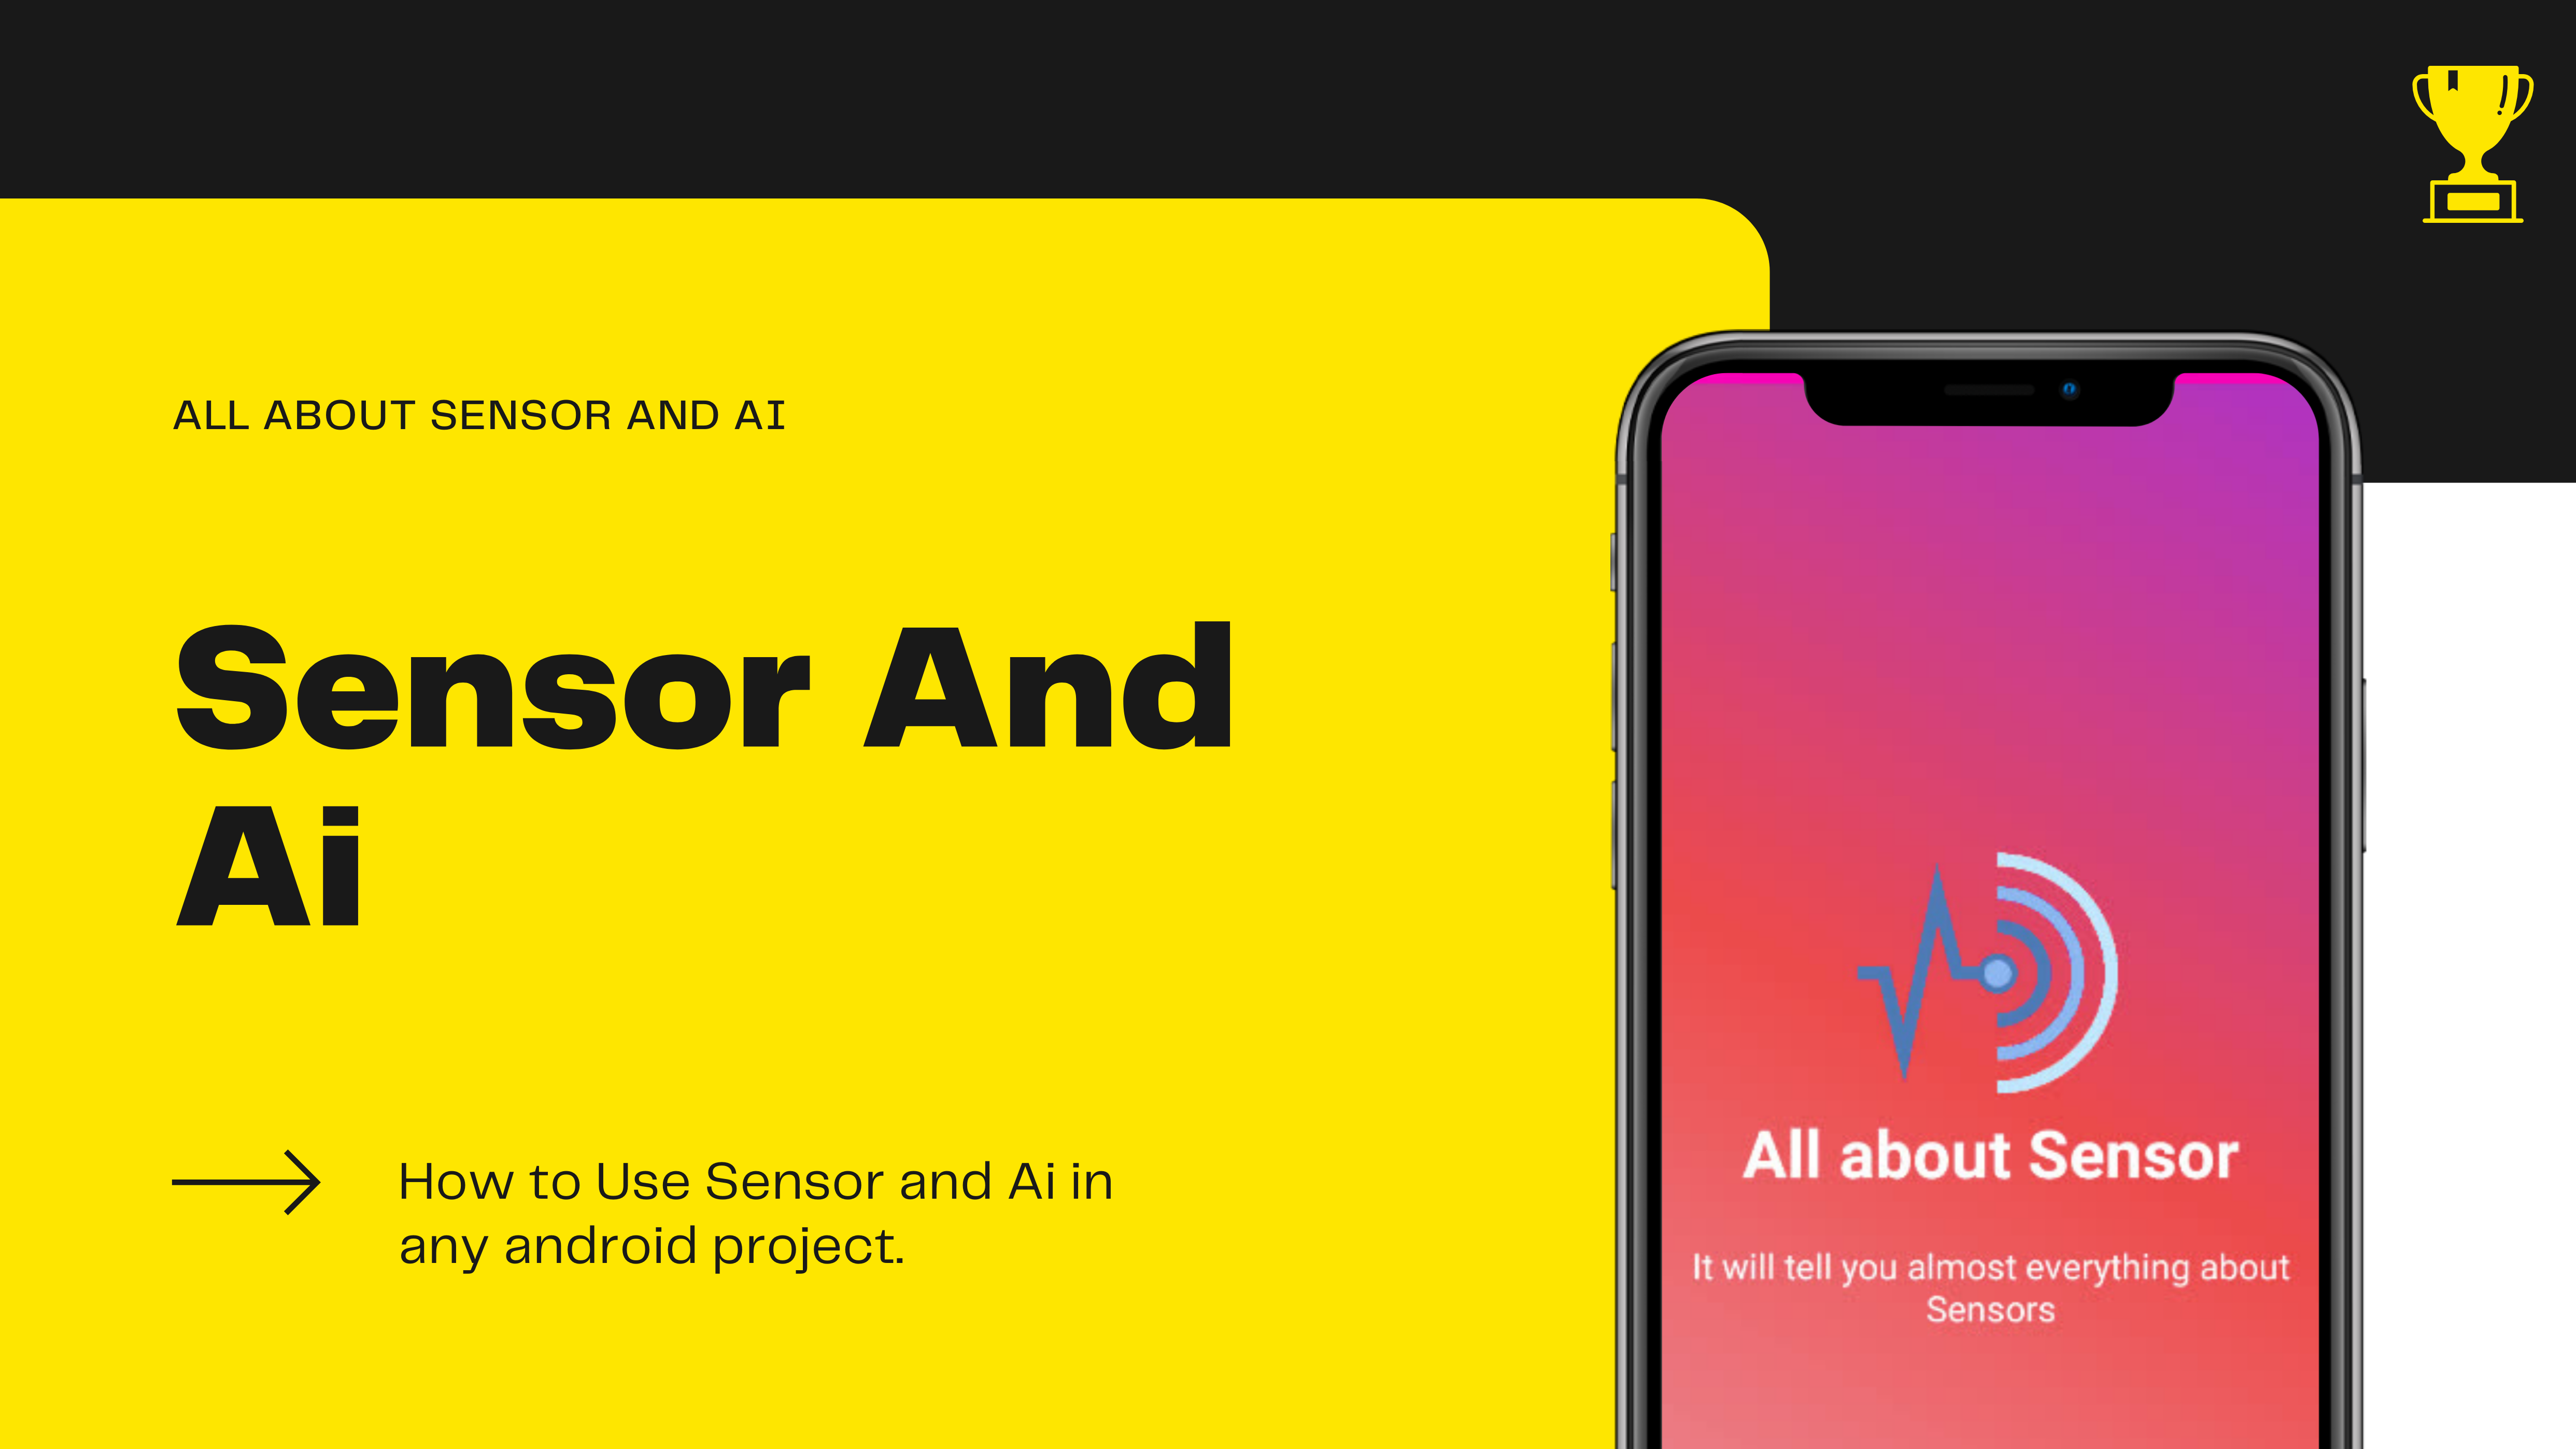 ALL ABOUT SENSOR AND AI
Sensor And
Ai
How to Use Sensor and Ai in
any android project.
All about Sensor
It will tell you almost everything about
Sensors